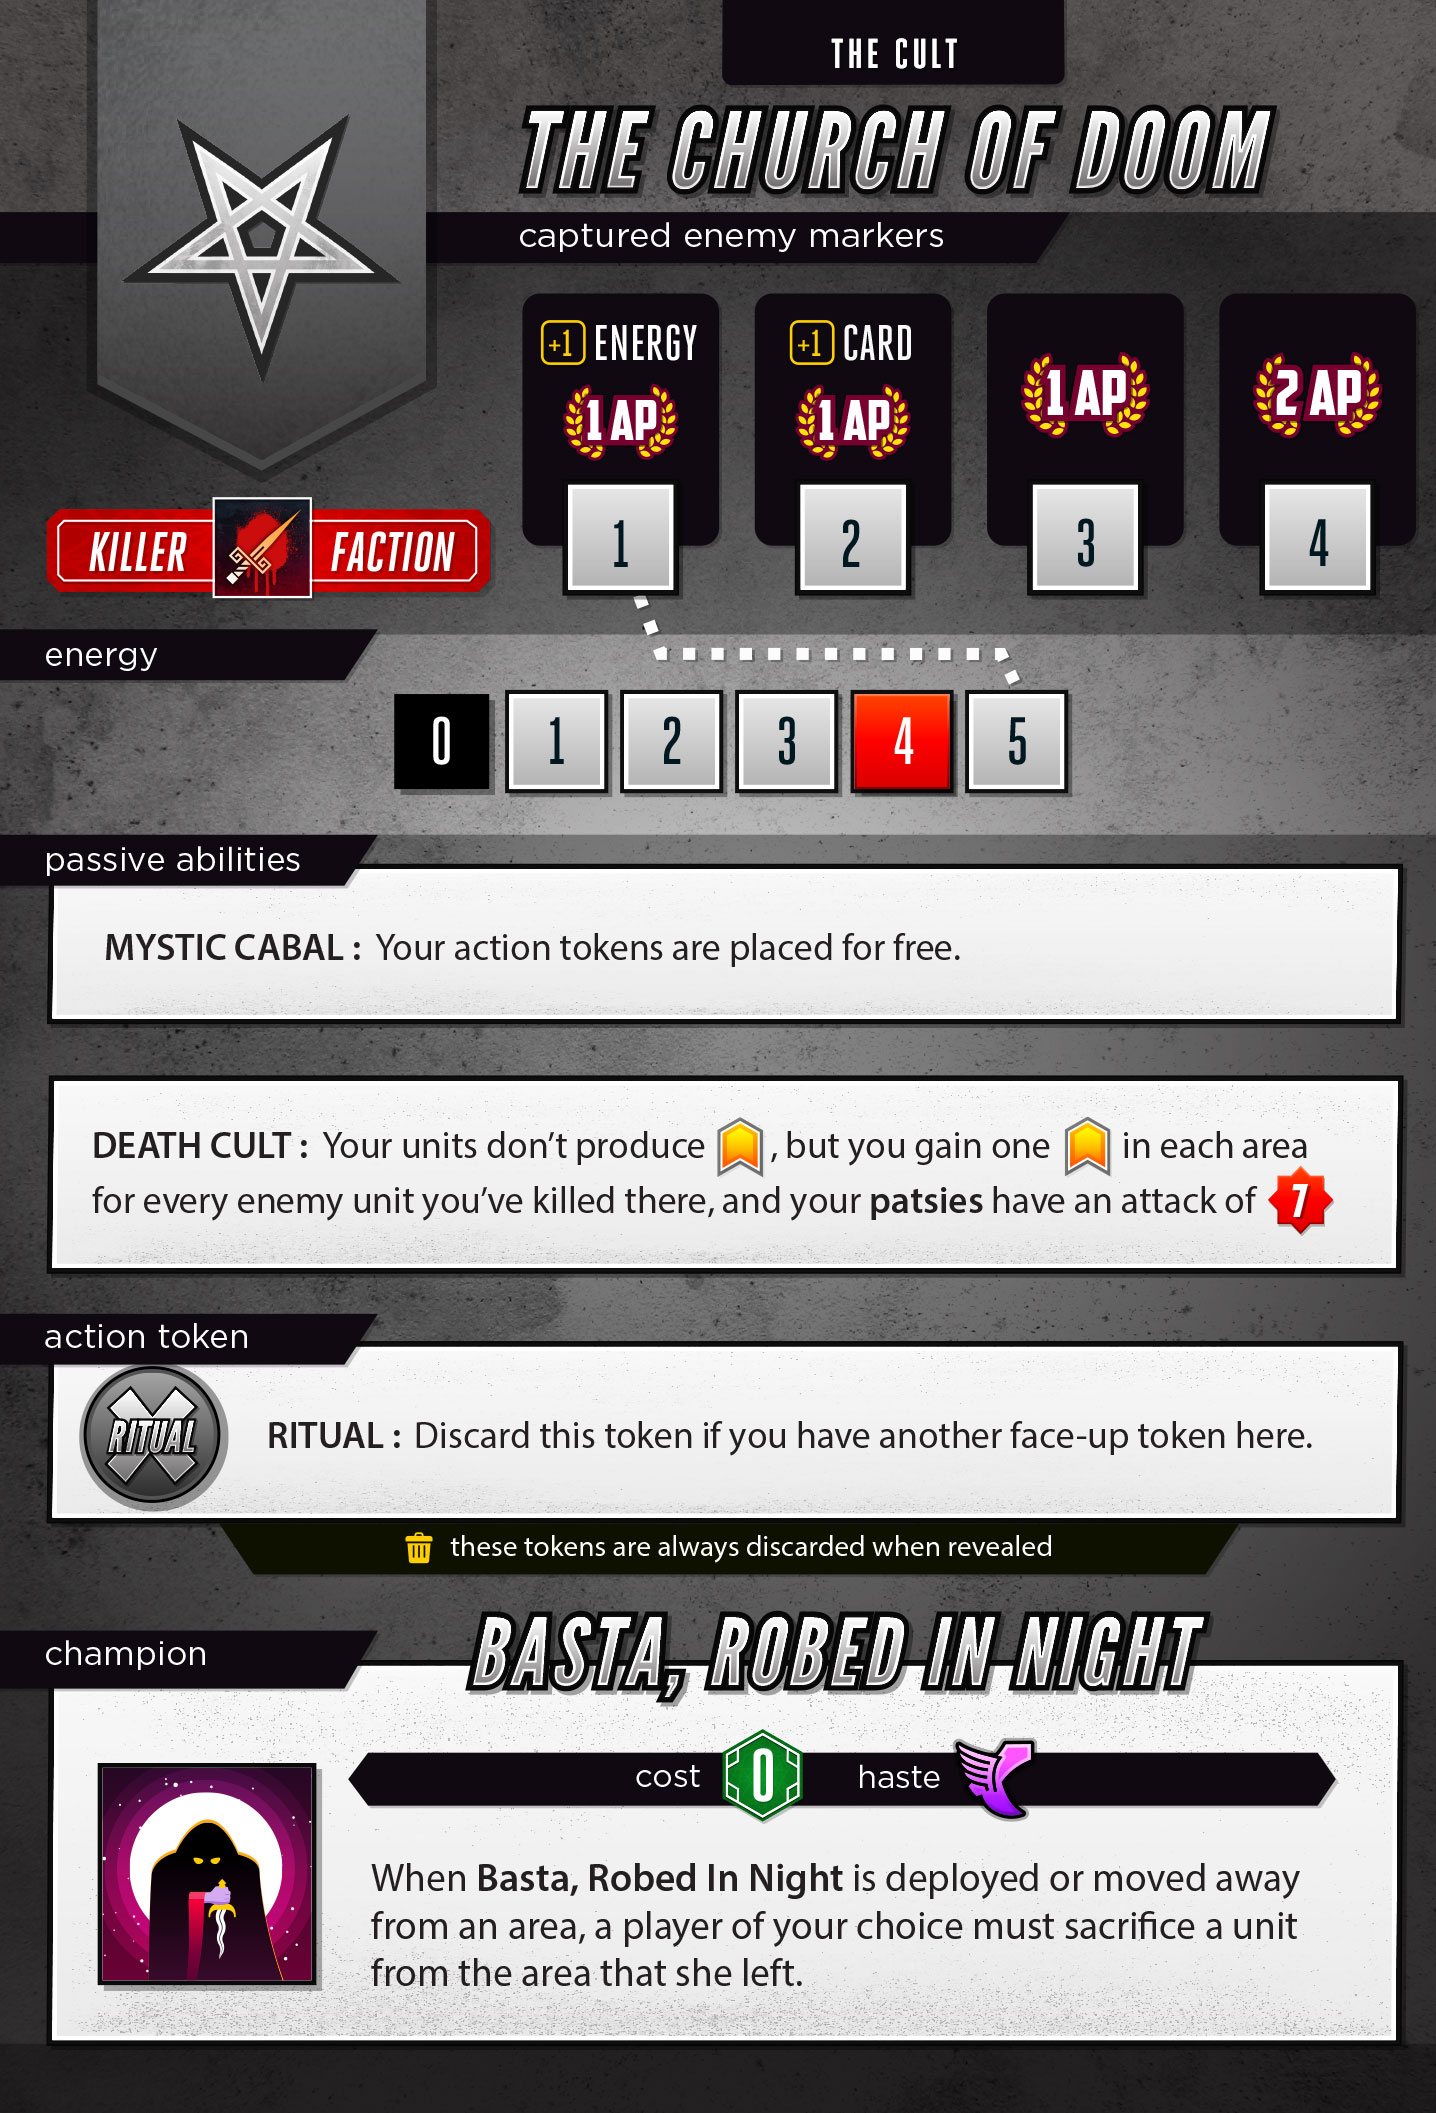 THE CULT
THE CHURCH OF DOOM
captured enemy markers
+1 ENERGY
1 AP
1
+1 CARD
1 AP
2
1 AP
3
2 AP
4
KILLER FACTION
energy
0 1 2 3 4 5
passive abilities
MYSTIC CABAL : Your action tokens are placed for free.
DEATH CULT : Your units don't produce , but you gain one in each area
for every enemy unit you've killed there, and your patsies have an attack of 7
action token
RITUAL
RITUAL : Discard this token if you have another face-up token here.
these tokens are always discarded when revealed
champion
BASTA, ROBED IN NIGHT
cost 0 haste
When Basta, Robed In Night is deployed or moved away
from an area, a player of your choice must sacrifice a unit
from the area that she left.